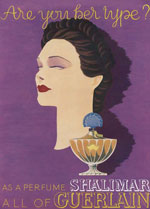 Are you her type?
AS A PERFUME SHALIMAR
ALL OF GUERLAIN